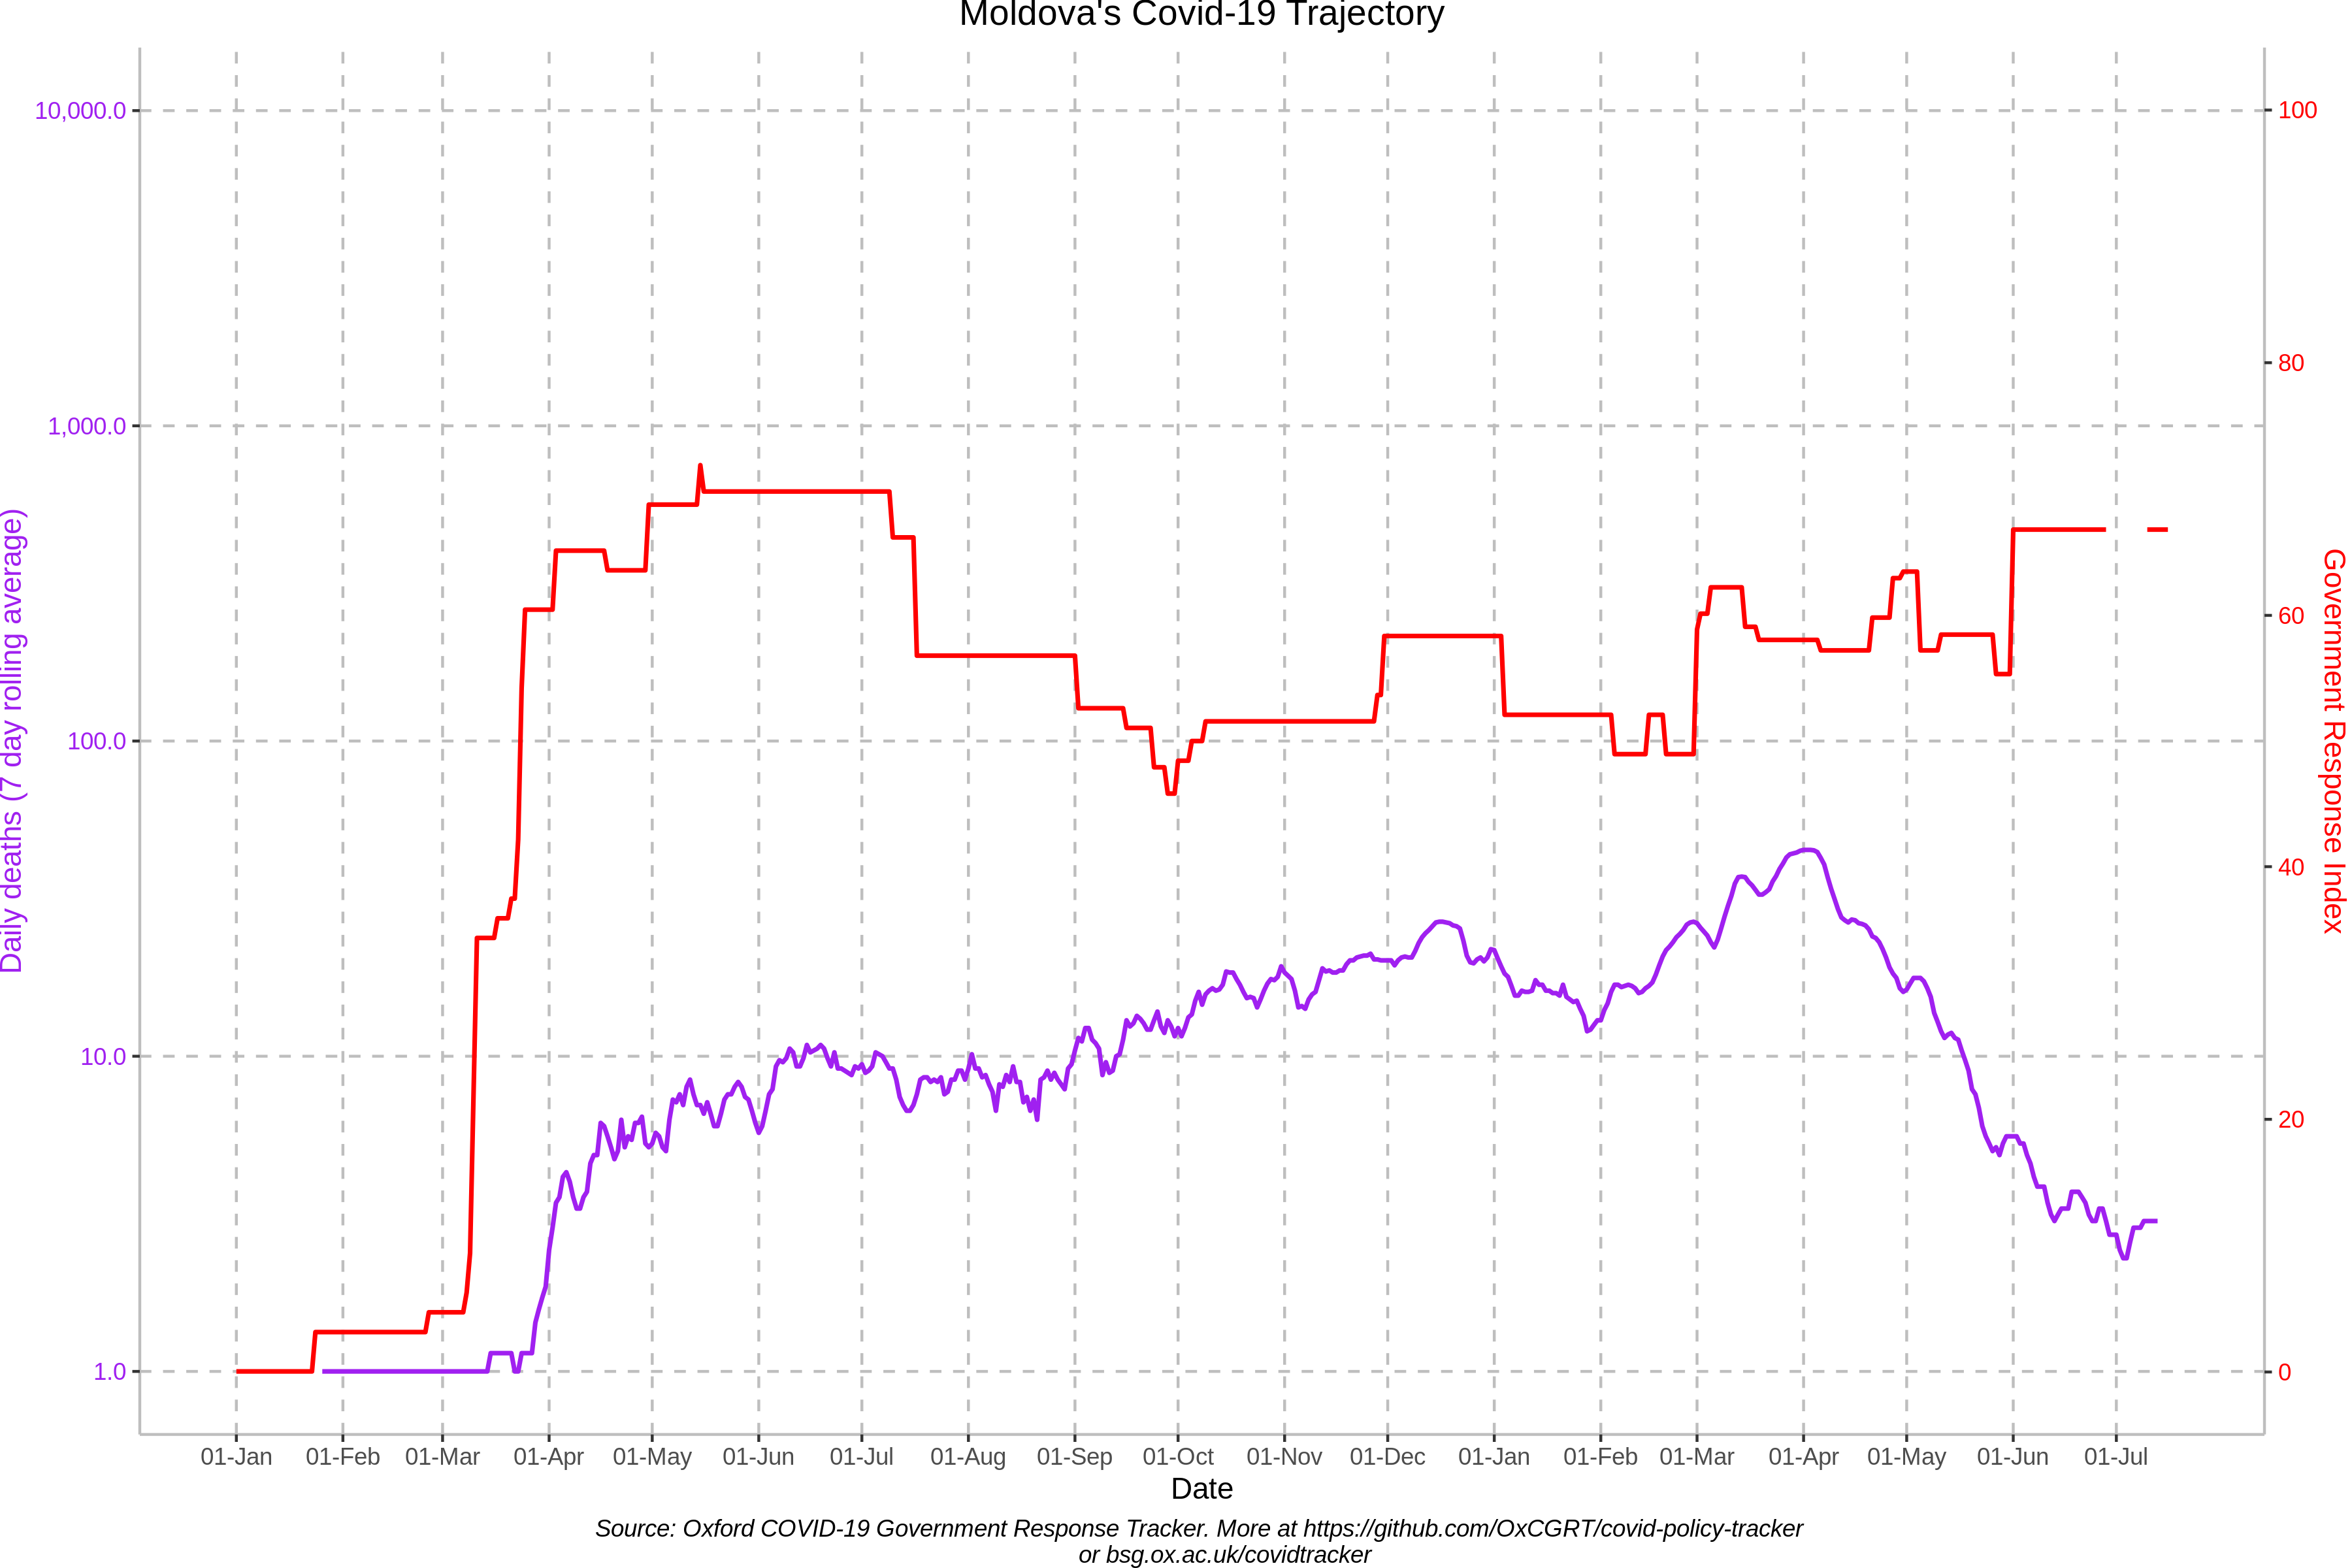 Moldova's Covid-19 Trajectory
10,000.0
1,000.0
100.0
10.0
1.0
Daily deaths (7 day rolling average)
100
80
60
40
20
0
Government Response Index
01-Jan 01-Feb 01-Mar 01-Apr 01-May 01-Jun 01-Jul 01-Aug 01-Sep 01-Oct 01-Nov 01-Dec 01-Jan 01-Feb 01-Mar 01-Apr 01-May 01-Jun 01-Jul
Date
Source: Oxford COVID-19 Government Response Tracker. More at https://github.com/OxCGRT/covid-policy-tracker
or bsg.ox.ac.uk/covidtracker